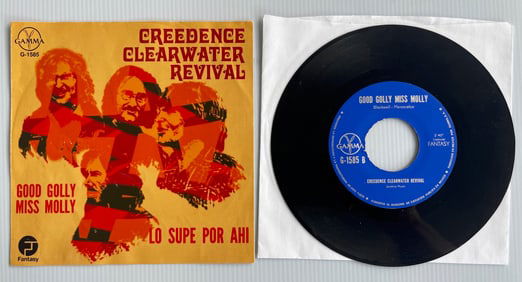 GAMMA
G-1585
CREEDENCE
CLEARWATER
REVIVAL
GOOD GOLLY
MISS MOLLY
LO SUPE POR AHI
Fantasy
GOOD GOLLY MISS MOLLY
GAMMA
G-1585 B
FANTASY
CREEDENCE CLEARWATER REVIVAL